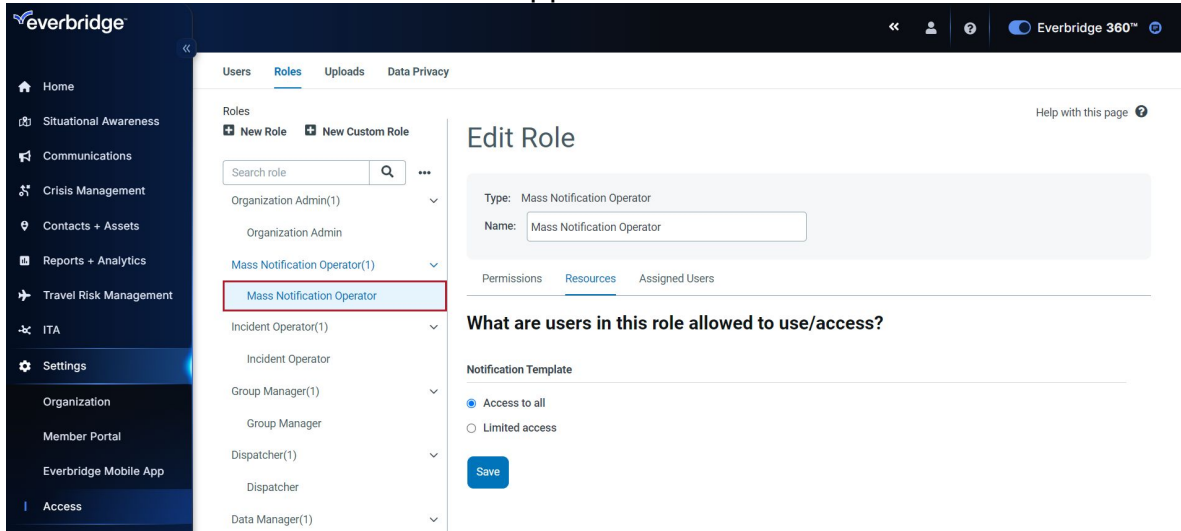 everbridge
Everbridge 360™
Home
Situational Awareness
Communications
Crisis Management
Contacts + Assets
Reports + Analytics
Travel Risk Management
ITA
Settings
Organization
Member Portal
Everbridge Mobile App
Access
Users Roles Uploads Data Privacy
Roles
New Role New Custom Role
Search role
Organization Admin(1)
Organization Admin
Mass Notification Operator(1)
Mass Notification Operator
Incident Operator(1)
Incident Operator
Group Manager(1)
Group Manager
Dispatcher(1)
Dispatcher
Data Manager(1)
Help with this page
Edit Role
Type: Mass Notification Operator
Name: Mass Notification Operator
Permissions Resources Assigned Users
What are users in this role allowed to use/access?
Notification Template
Access to all
Limited access
Save